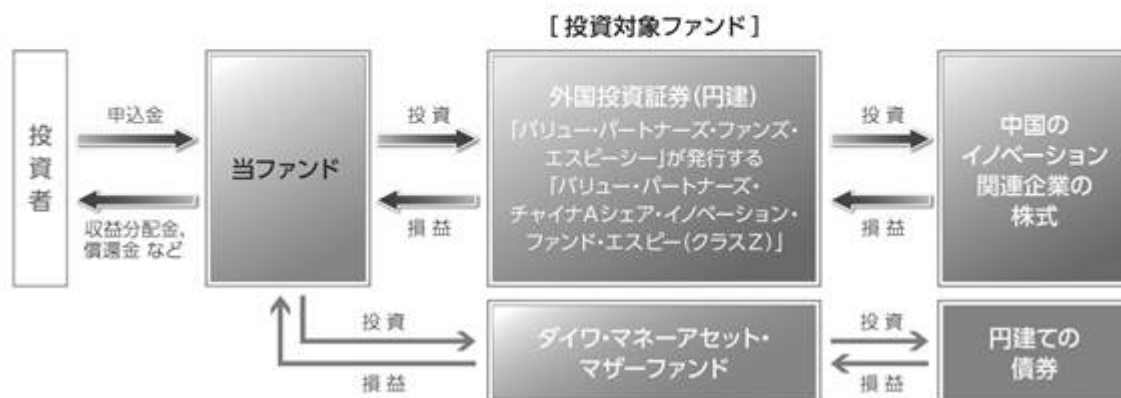 [投資対象ファンド]
投資者
申込金
収益分配金、
償還金 など
当ファンド
投資
損益
外国投資証券(円建)
「バリュー・パートナーズ・ファンズ・
エスピーシー」が発行する
「バリュー・パートナーズ・
チャイナAシェア・イノベーション・
ファンド・エスピー(クラスZ)」
投資
損益
中国の
イノベーション
関連企業の
株式
投資
損益
ダイワ・マネーアセット・
マザーファンド
投資
損益
円建ての
債券